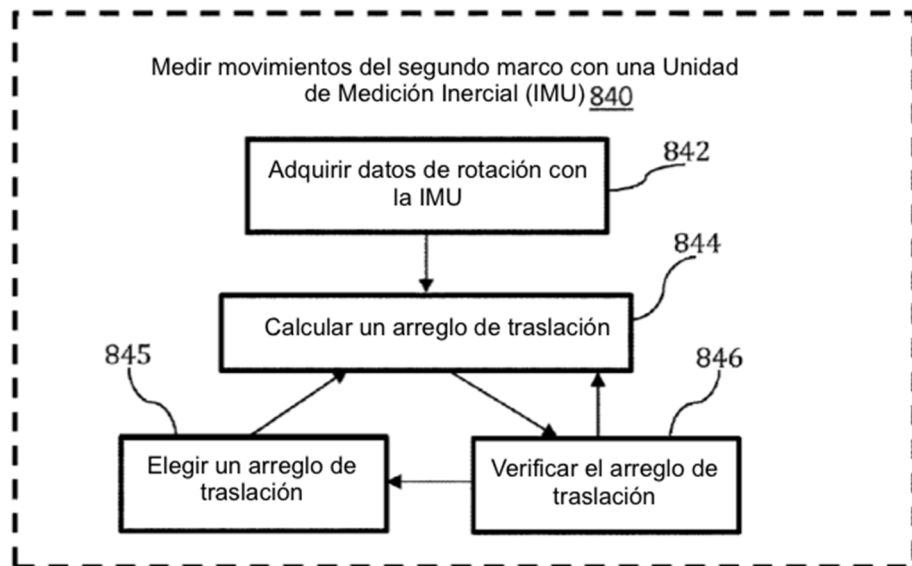 Medir movimientos del segundo marco con una Unidad
de Medición Inercial (IMU) 840
842
Adquirir datos de rotación con
la IMU
844
Calcular un arreglo de traslación
845
846
Elegir un arreglo de
traslación
Verificar el arreglo de
traslación